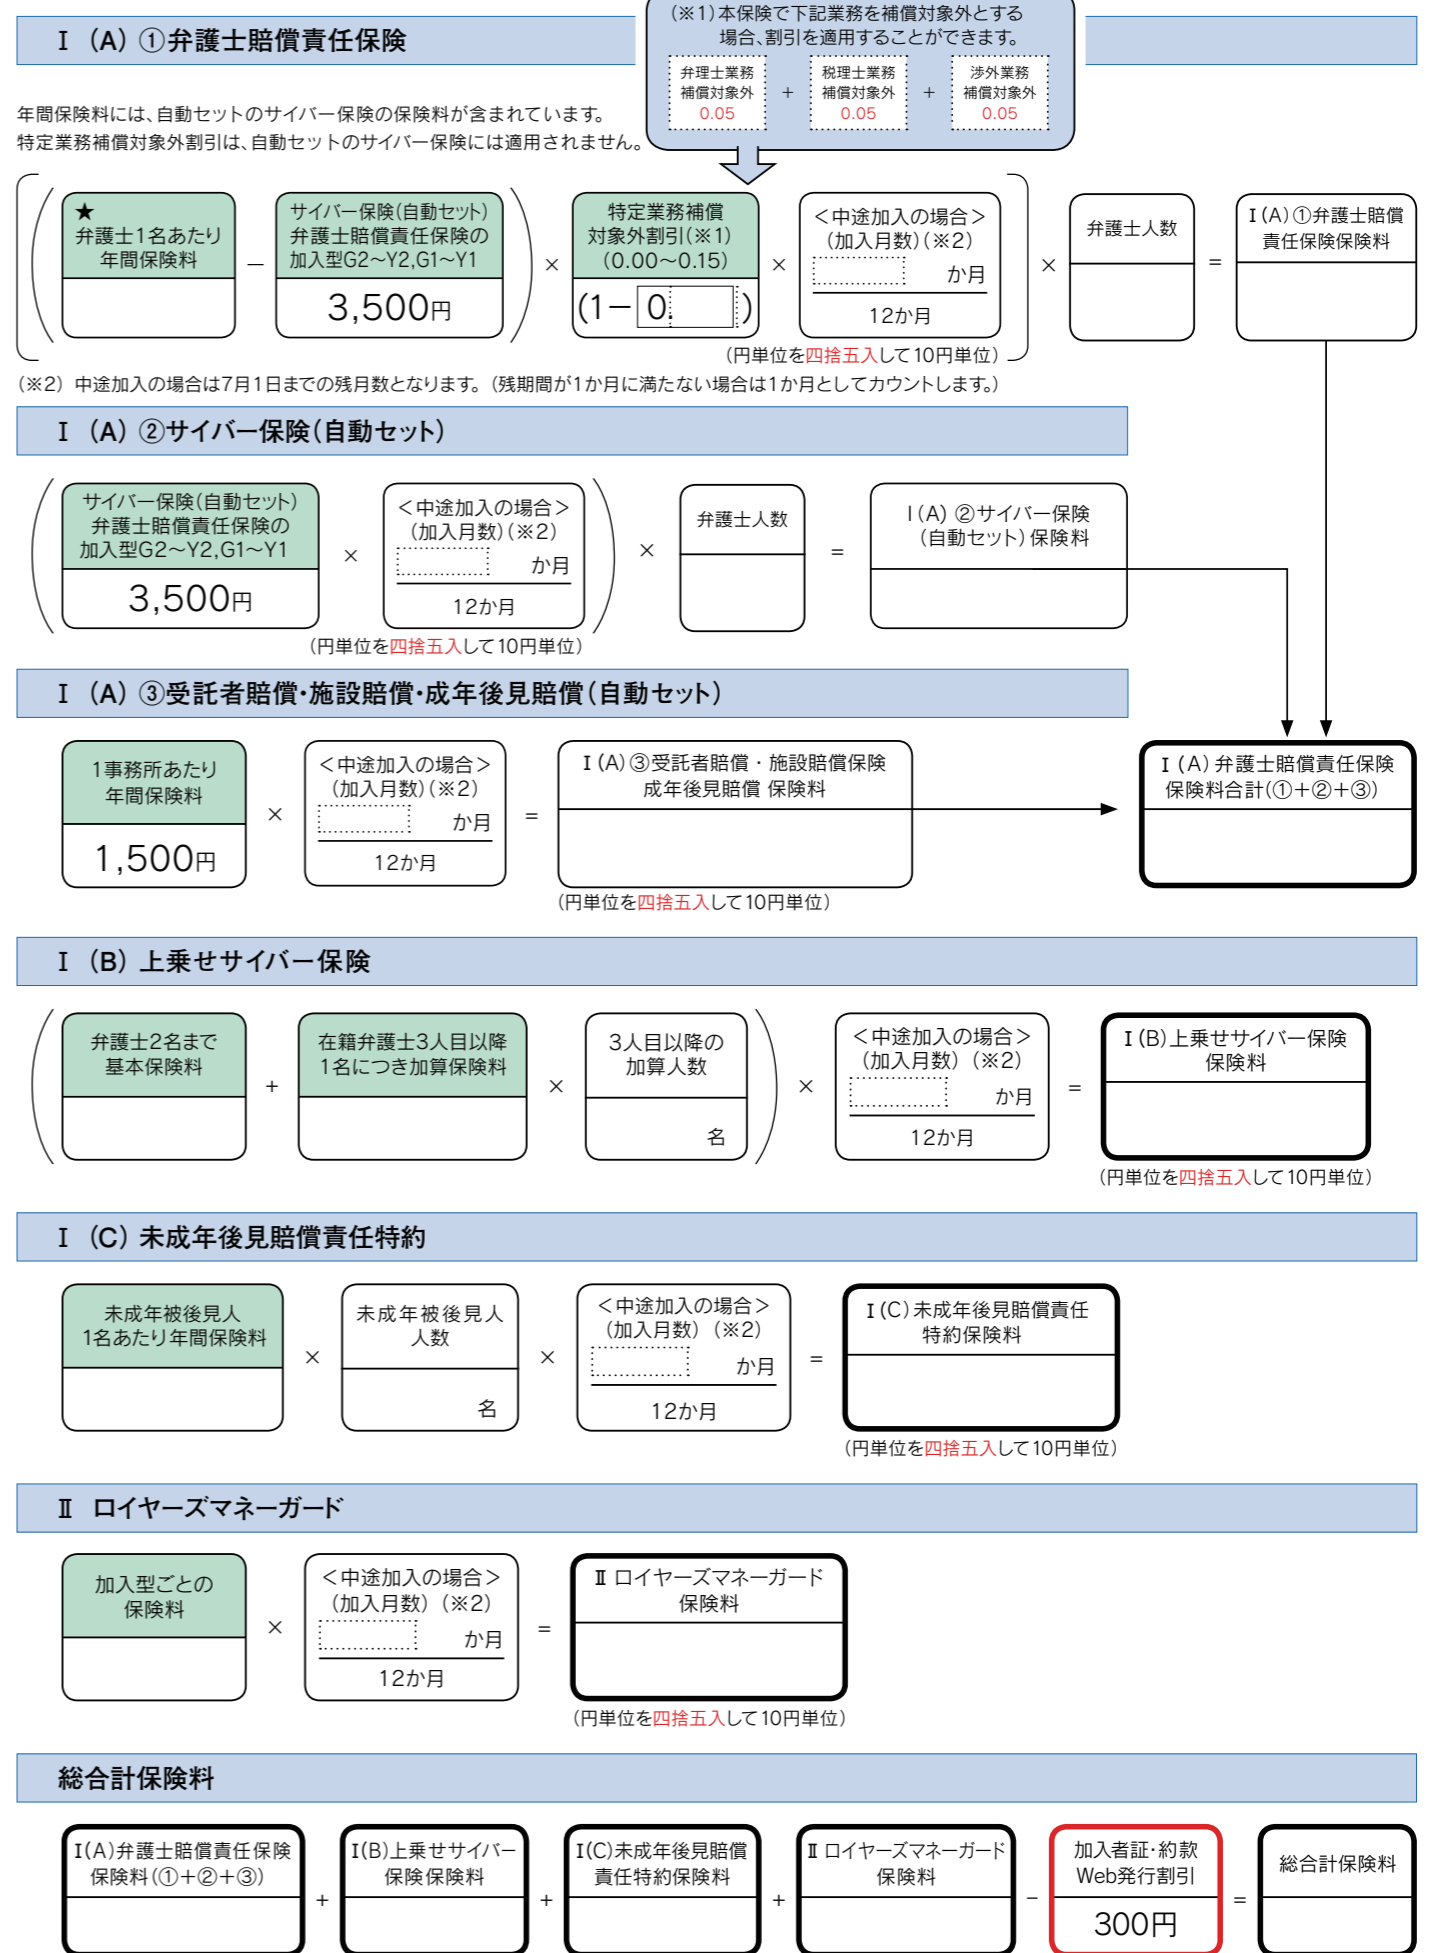 (※1)本保険で下記業務を補償対象外とする
場合、割引を適用することができます。
弁理士業務
補償対象外
0.05
+
税理士業務
補償対象外
0.05
+
渉外業務
補償対象外
0.05
Ⅰ (A) ①弁護士賠償責任保険
年間保険料には、自動セットのサイバー保険の保険料が含まれています。
特定業務補償対象外割引は、自動セットのサイバー保険には適用されません。
★
弁護士1名あたり
年間保険料
−
サイバー保険(自動セット)
弁護士賠償責任保険の
加入型G2～Y2,G1～Y1
3,500円
×
特定業務補償
対象外割引(※1)
(0.00～0.15)
(1−0. )
×
＜中途加入の場合＞
(加入月数)(※2)
か月
12か月
(円単位を四捨五入して10円単位)
×
弁護士人数
=
Ⅰ(A)①弁護士賠償
責任保険保険料
(※2) 中途加入の場合は7月1日までの残月数となります。(残期間が1か月に満たない場合は1か月としてカウントします。)
Ⅰ (A) ②サイバー保険(自動セット)
サイバー保険(自動セット)
弁護士賠償責任保険の
加入型G2～Y2,G1～Y1
3,500円
×
＜中途加入の場合＞
(加入月数)(※2)
か月
12か月
(円単位を四捨五入して10円単位)
×
弁護士人数
=
Ⅰ(A) ②サイバー保険
(自動セット)保険料
Ⅰ (A) ③受託者賠償・施設賠償・成年後見賠償(自動セット)
1事務所あたり
年間保険料
1,500円
×
＜中途加入の場合＞
(加入月数)(※2)
か月
12か月
=
Ⅰ(A)③受託者賠償・施設賠償保険
成年後見賠償 保険料
(円単位を四捨五入して10円単位)
Ⅰ(A)弁護士賠償責任保険
保険料合計(①+②+③)
Ⅰ (B) 上乗せサイバー保険
弁護士2名まで
基本保険料
+
在籍弁護士3人目以降
1名につき加算保険料
×
3人目以降の
加算人数
名
×
＜中途加入の場合＞
(加入月数) (※2)
か月
12か月
=
Ⅰ(B)上乗せサイバー保険
保険料
(円単位を四捨五入して10円単位)
Ⅰ (C) 未成年後見賠償責任特約
未成年被後見人
1名あたり年間保険料
×
未成年被後見人
人数
名
×
＜中途加入の場合＞
(加入月数) (※2)
か月
12か月
=
Ⅰ(C)未成年後見賠償責任
特約保険料
(円単位を四捨五入して10円単位)
Ⅱ ロイヤーズマネーガード
加入型ごとの
保険料
×
＜中途加入の場合＞
(加入月数) (※2)
か月
12か月
=
Ⅱ ロイヤーズマネーガード
保険料
(円単位を四捨五入して10円単位)
総合計保険料
Ⅰ(A)弁護士賠償責任保険
保険料(①+②+③)
+
Ⅰ(B)上乗せサイバー
保険保険料
+
Ⅰ(C)未成年後見賠償
責任特約保険料
+
Ⅱ ロイヤーズマネーガード
保険料
−
加入者証・約款
Web発行割引
300円
=
総合計保険料